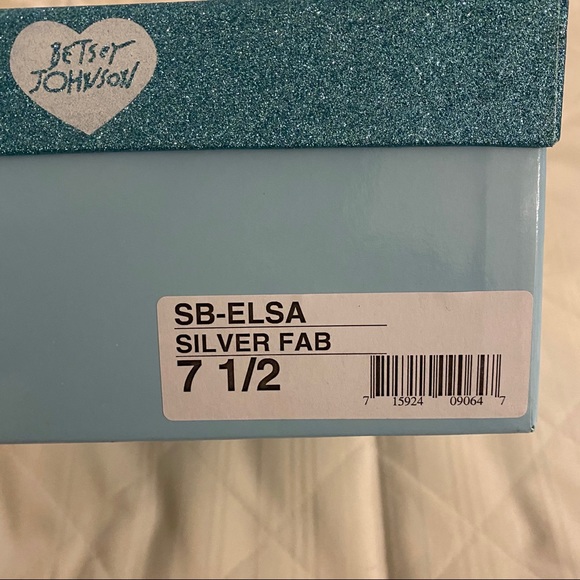 BETSEY
JOHNSON
SB-ELSA
SILVER FAB
7 1/2
7 15924 09064 7